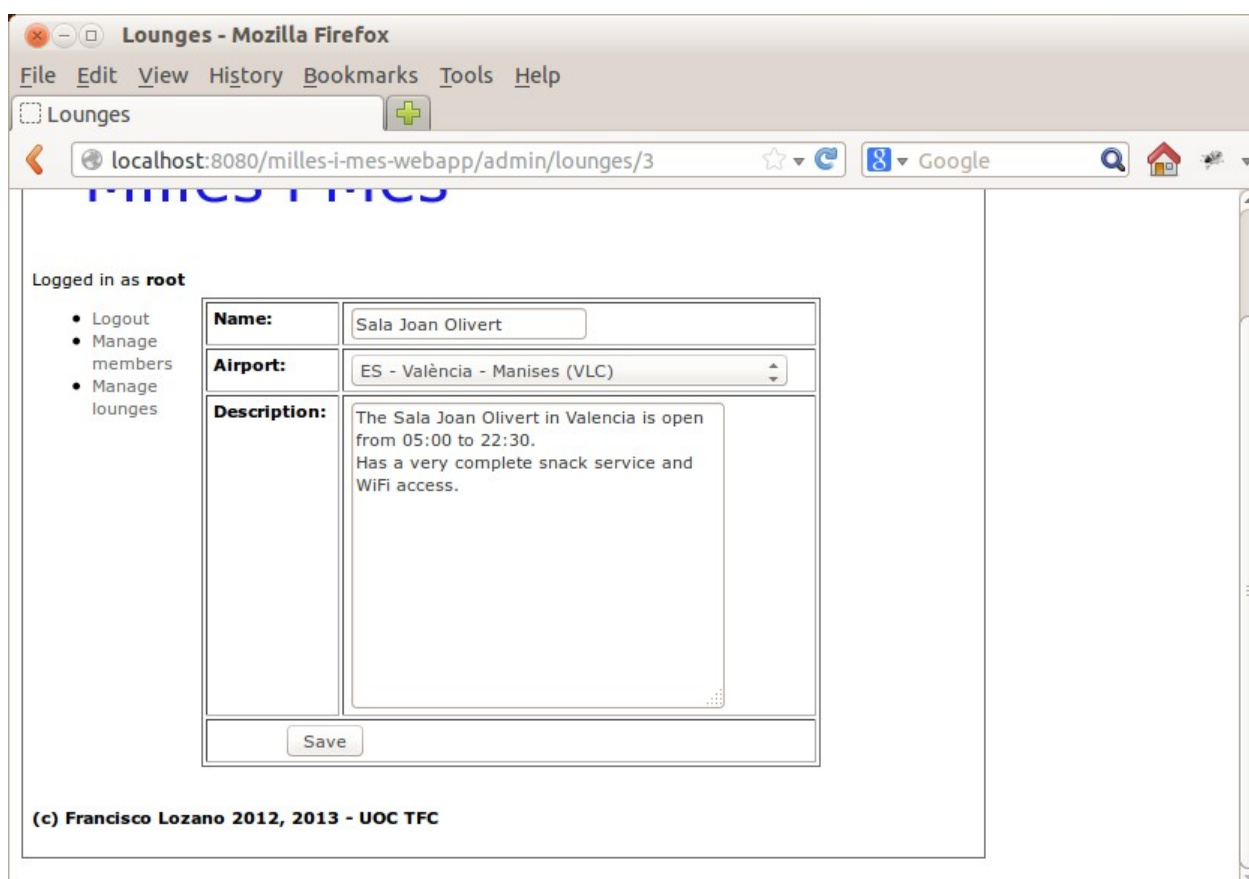 Lounges - Mozilla Firefox
File Edit View History Bookmarks Tools Help
Lounges
localhost:8080/milles-i-mes-webapp/admin/lounges/3
8 Google
Milles i Mes
Logged in as root
Logout
Manage
members
Manage
lounges
Name:
Sala Joan Olivert
Airport:
ES - València - Manises (VLC)
Description:
The Sala Joan Olivert in Valencia is open
from 05:00 to 22:30.
Has a very complete snack service and
WiFi access.
Save
(c) Francisco Lozano 2012, 2013 - UOC TFC